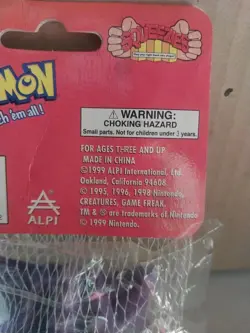 SQUEEZIES
MON
ch 'em all!
WARNING:
CHOKING HAZARD
Small parts. Not for children under 3 years.
FOR AGES THREE AND UP
MADE IN CHINA
©1999 ALPI International, Ltd.
Oakland, California 94608
© 1995, 1996, 1998 Nintendo,
CREATURES, GAME FREAK.
TM & ® are trademarks of Nintendo
© 1999 Nintendo.
ALPI